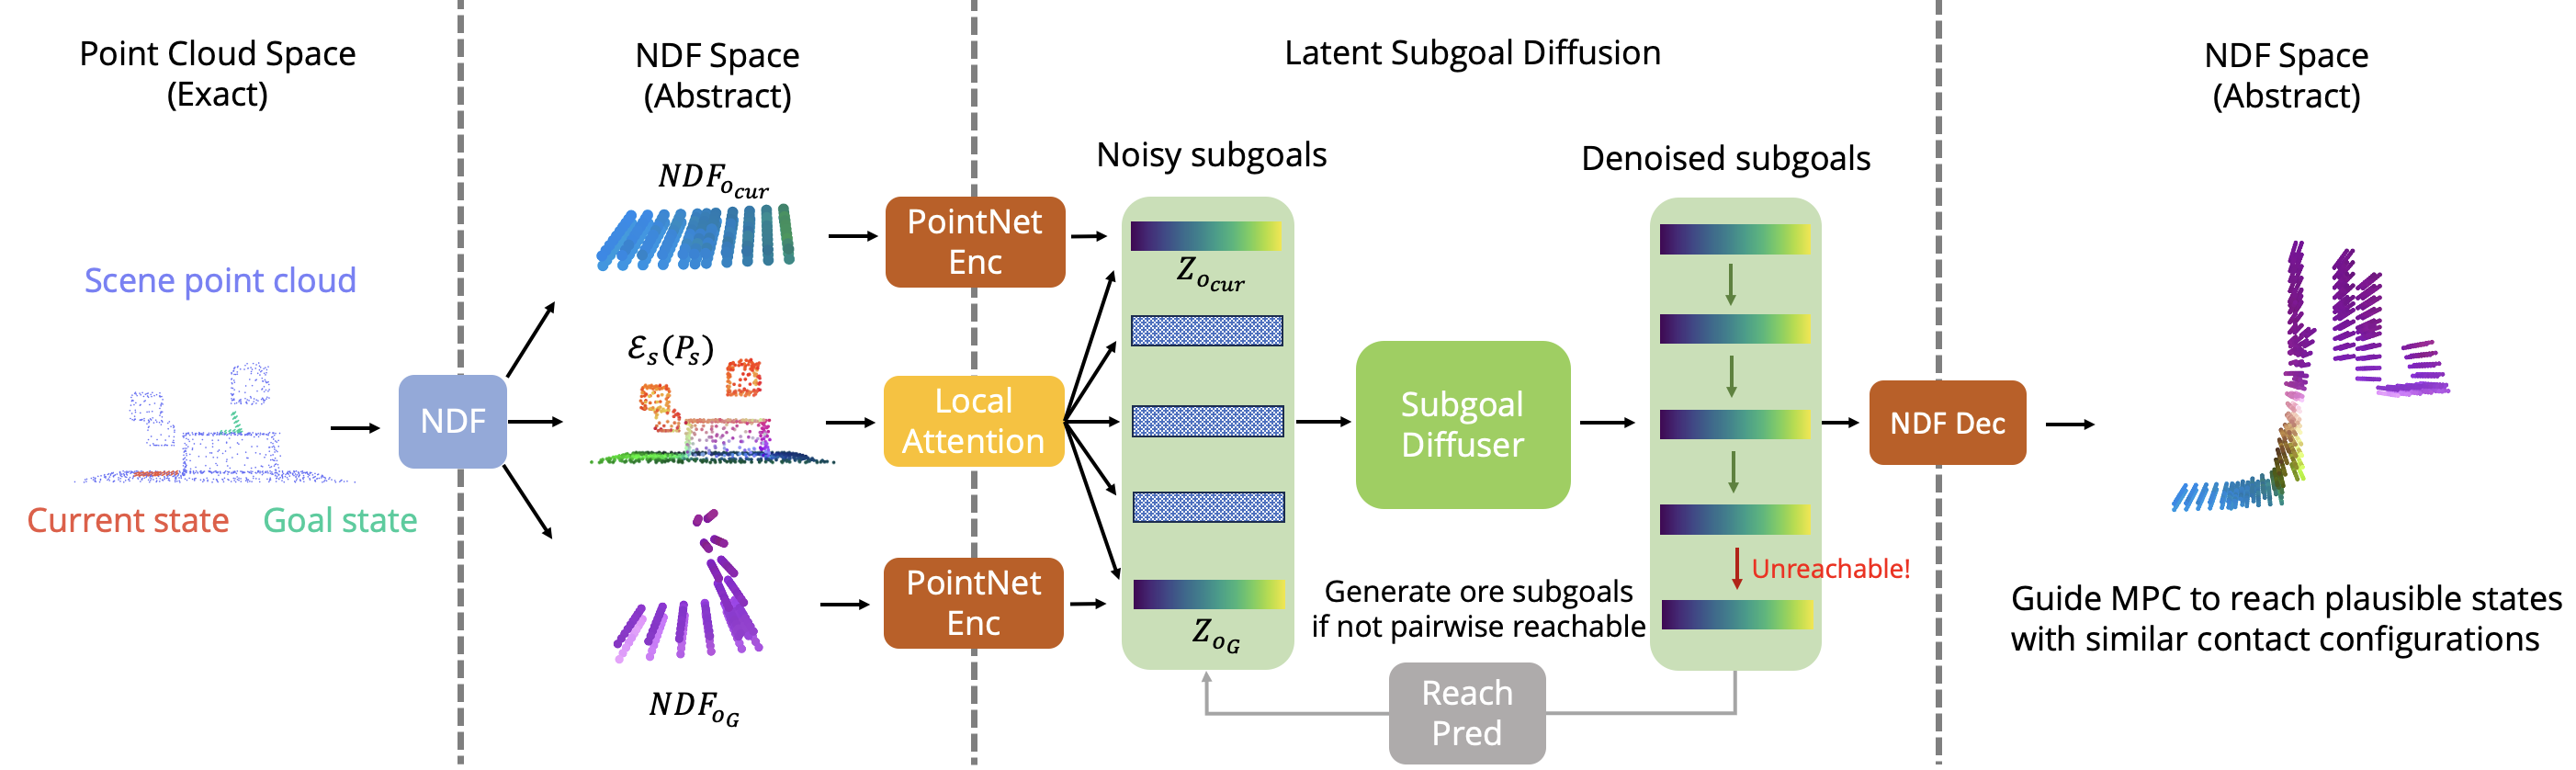 Point Cloud Space
(Exact)
Scene point cloud
Current state
Goal state
NDF
NDF Space
(Abstract)
NDF_{o_{cur}}
ℰ_s(P_s)
NDF_{o_G}
PointNet
Enc
Local
Attention
PointNet
Enc
Latent Subgoal Diffusion
Noisy subgoals
Z_{o_{cur}}
Z_{o_G}
Subgoal
Diffuser
Generate ore subgoals
if not pairwise reachable
Reach
Pred
Denoised subgoals
Unreachable!
NDF Dec
NDF Space
(Abstract)
Guide MPC to reach plausible states
with similar contact configurations